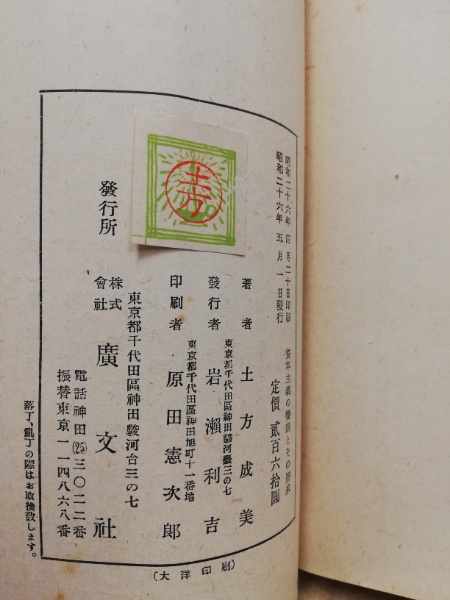 昭和二十六年四月二十日印刷
昭和二十六年五月一日發行
資本主義の發展とその將來
定價 貳百六拾圓
著者 土方成美
東京都千代田區神田駿河臺三の七
發行者 岩瀨利吉
東京都千代田區神田旭町十一番地
印刷者 原田憲次郎
東京都千代田區神田駿河台三の七
發行所 株式會社 廣文社
電話神田(25)三〇二二番
振替東京一一四八六八番
土方
落丁、亂丁の際はお取換致します。
(大洋印刷)